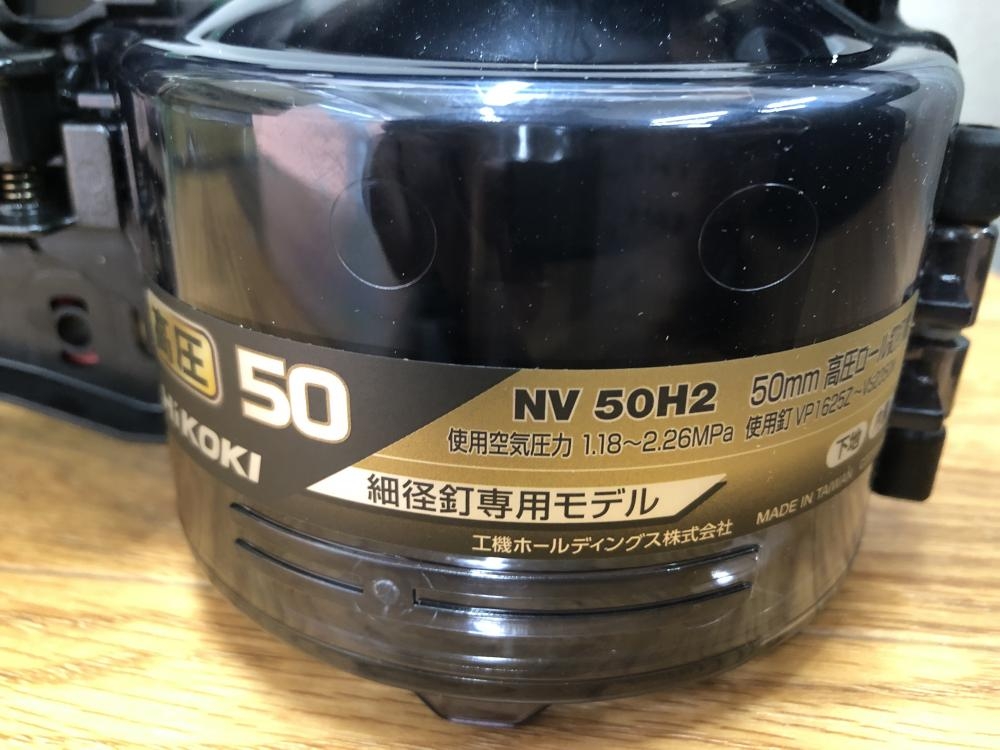 高圧 50
HiKOKI
NV 50H2
使用空気圧力 1.18～2.26MPa
50mm 高圧ロール
使用釘 VP1625Z～
下地
細径釘専用モデル
工機ホールディングス株式会社
MADE IN TAIWAN